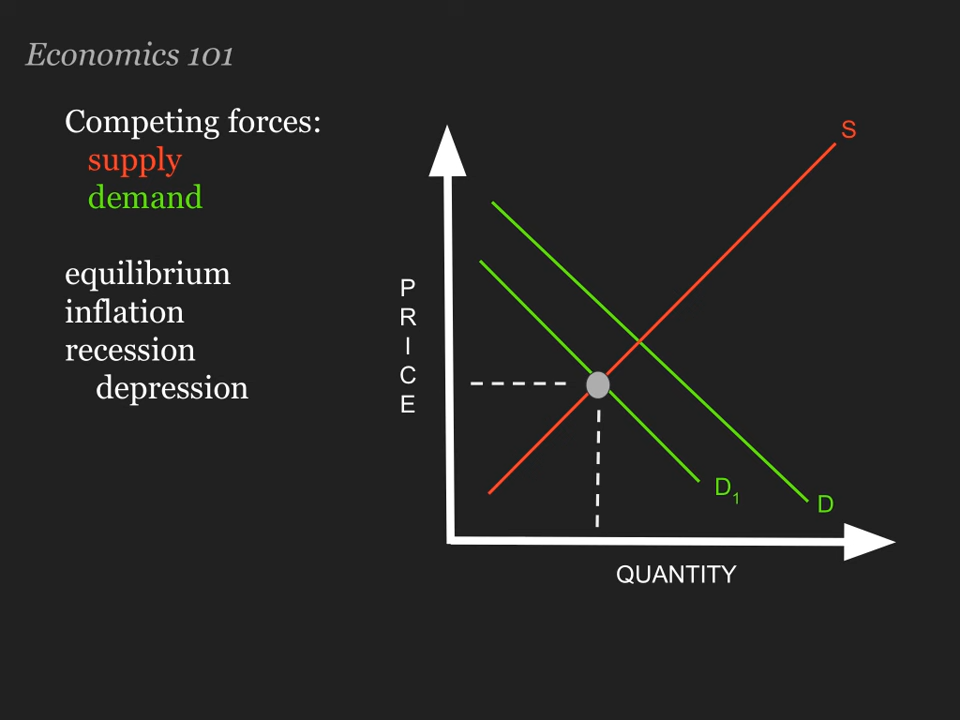 Economics 101
Competing forces:
supply
demand
equilibrium
inflation
recession
depression
S
P
R
I
C
E
D1
D
QUANTITY